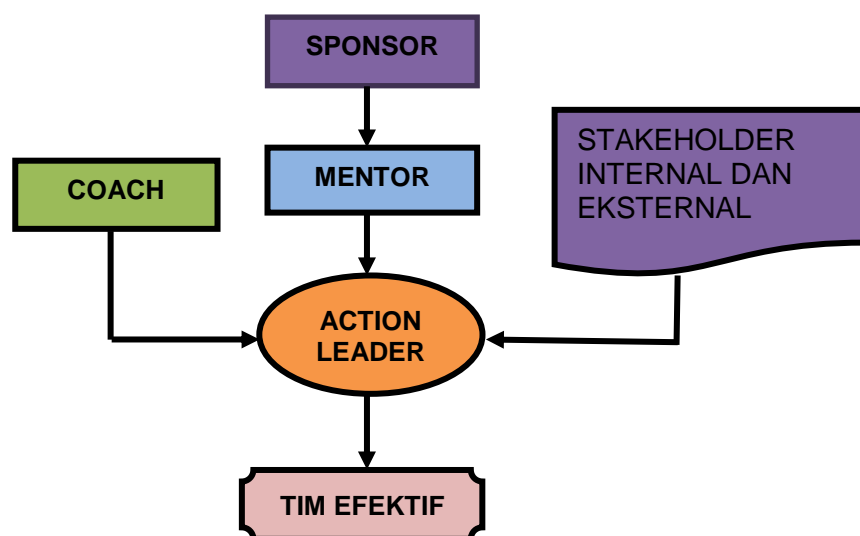 SPONSOR
STAKEHOLDER
INTERNAL DAN
EKSTERNAL
COACH
MENTOR
ACTION
LEADER
TIM EFEKTIF